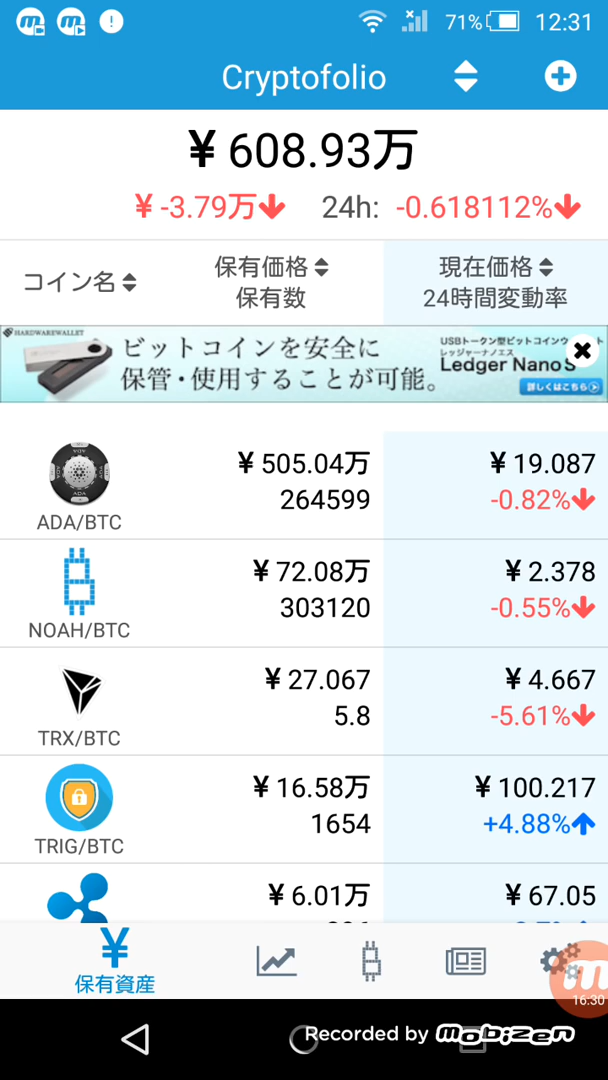 71% 12:31
Cryptofolio
¥ 608.93万
¥ -3.79万 24h: -0.618112%
コイン名 保有価格 現在価格
保有数 24時間変動率
HARDWAREWALLET
ビットコインを安全に
保管・使用することが可能。
USBトークン型ビットコインウ
レッジャーナノエス
Ledger Nano S
詳しくはこちら
¥ 505.04万 ¥ 19.087
264599 -0.82%
ADA/BTC
¥ 72.08万 ¥ 2.378
303120 -0.55%
NOAH/BTC
¥ 27.067 ¥ 4.667
5.8 -5.61%
TRX/BTC
¥ 16.58万 ¥ 100.217
1654 +4.88%
TRIG/BTC
¥ 6.01万 ¥ 67.05
¥
保有資産
16:30
Recorded by mobizen